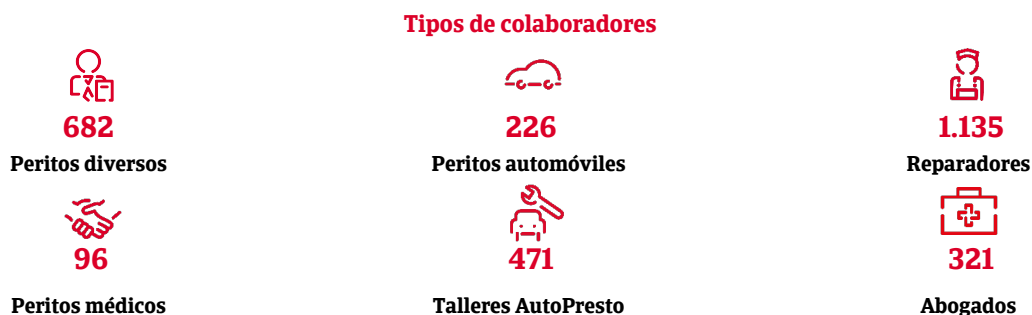 Tipos de colaboradores
682
226
1.135
Peritos diversos
Peritos automóviles
Reparadores
96
471
321
Peritos médicos
Talleres AutoPresto
Abogados